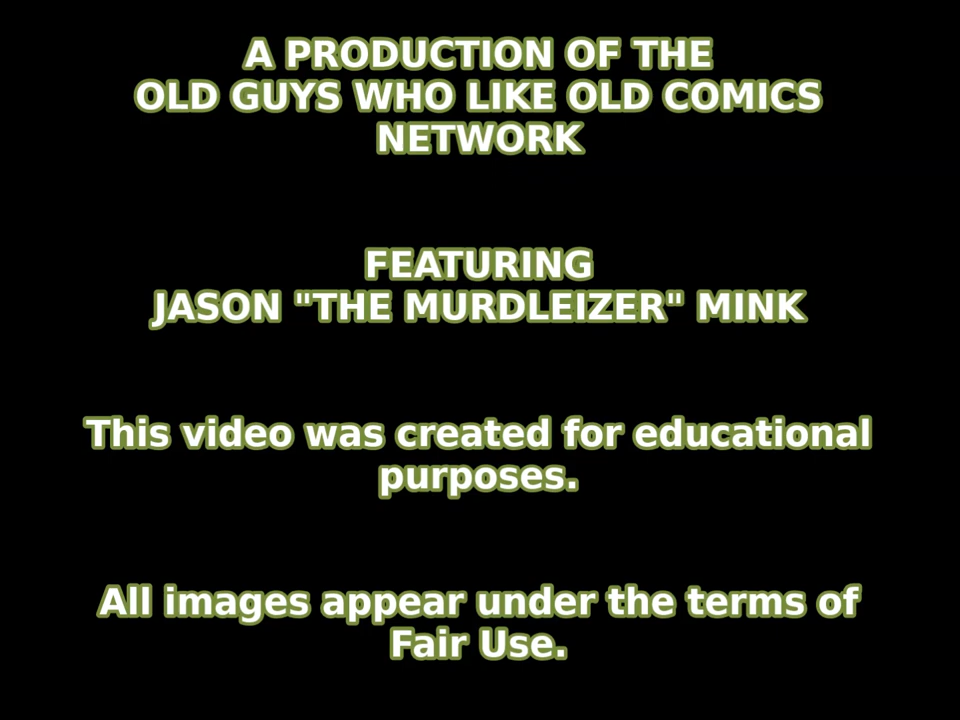 A PRODUCTION OF THE
OLD GUYS WHO LIKE OLD COMICS
NETWORK
FEATURING
JASON "THE MURDLEIZER" MINK
This video was created for educational
purposes.
All images appear under the terms of
Fair Use.